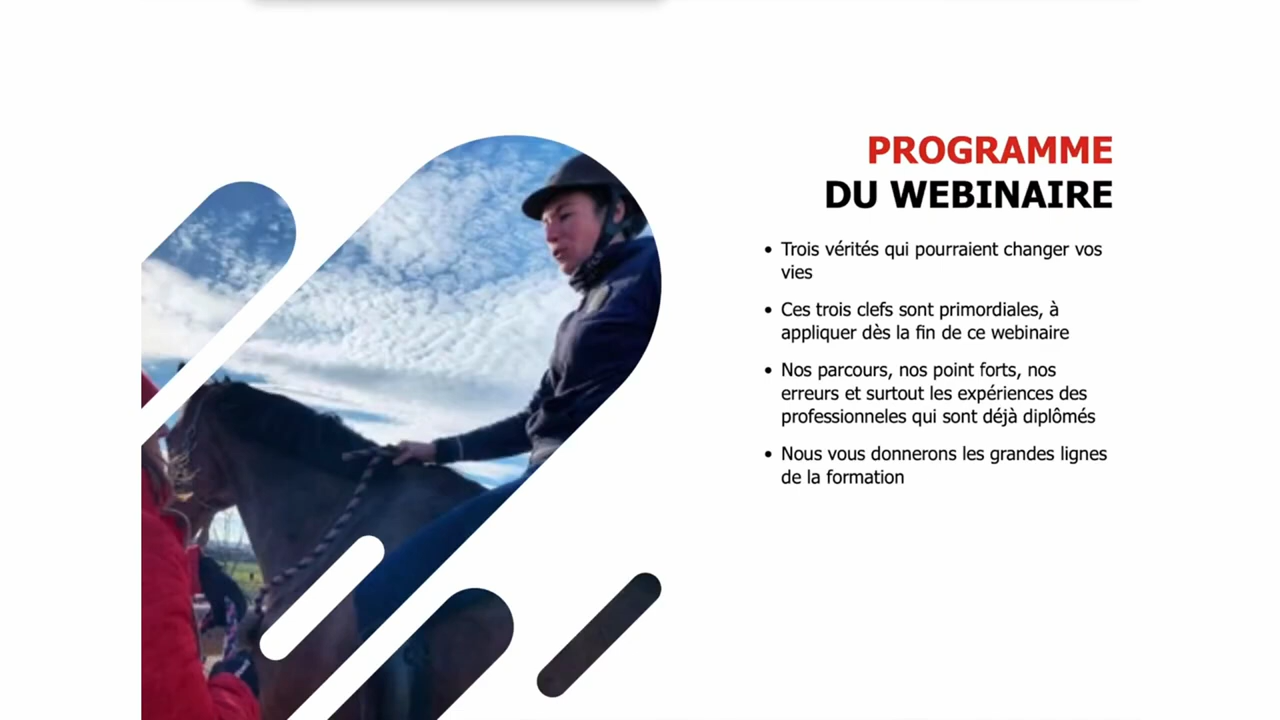 PROGRAMME
DU WEBINAIRE
• Trois vérités qui pourraient changer vos
vies
• Ces trois clefs sont primordiales, à
appliquer dès la fin de ce webinaire
• Nos parcours, nos point forts, nos
erreurs et surtout les expériences des
professionneles qui sont déjà diplômés
• Nous vous donnerons les grandes lignes
de la formation